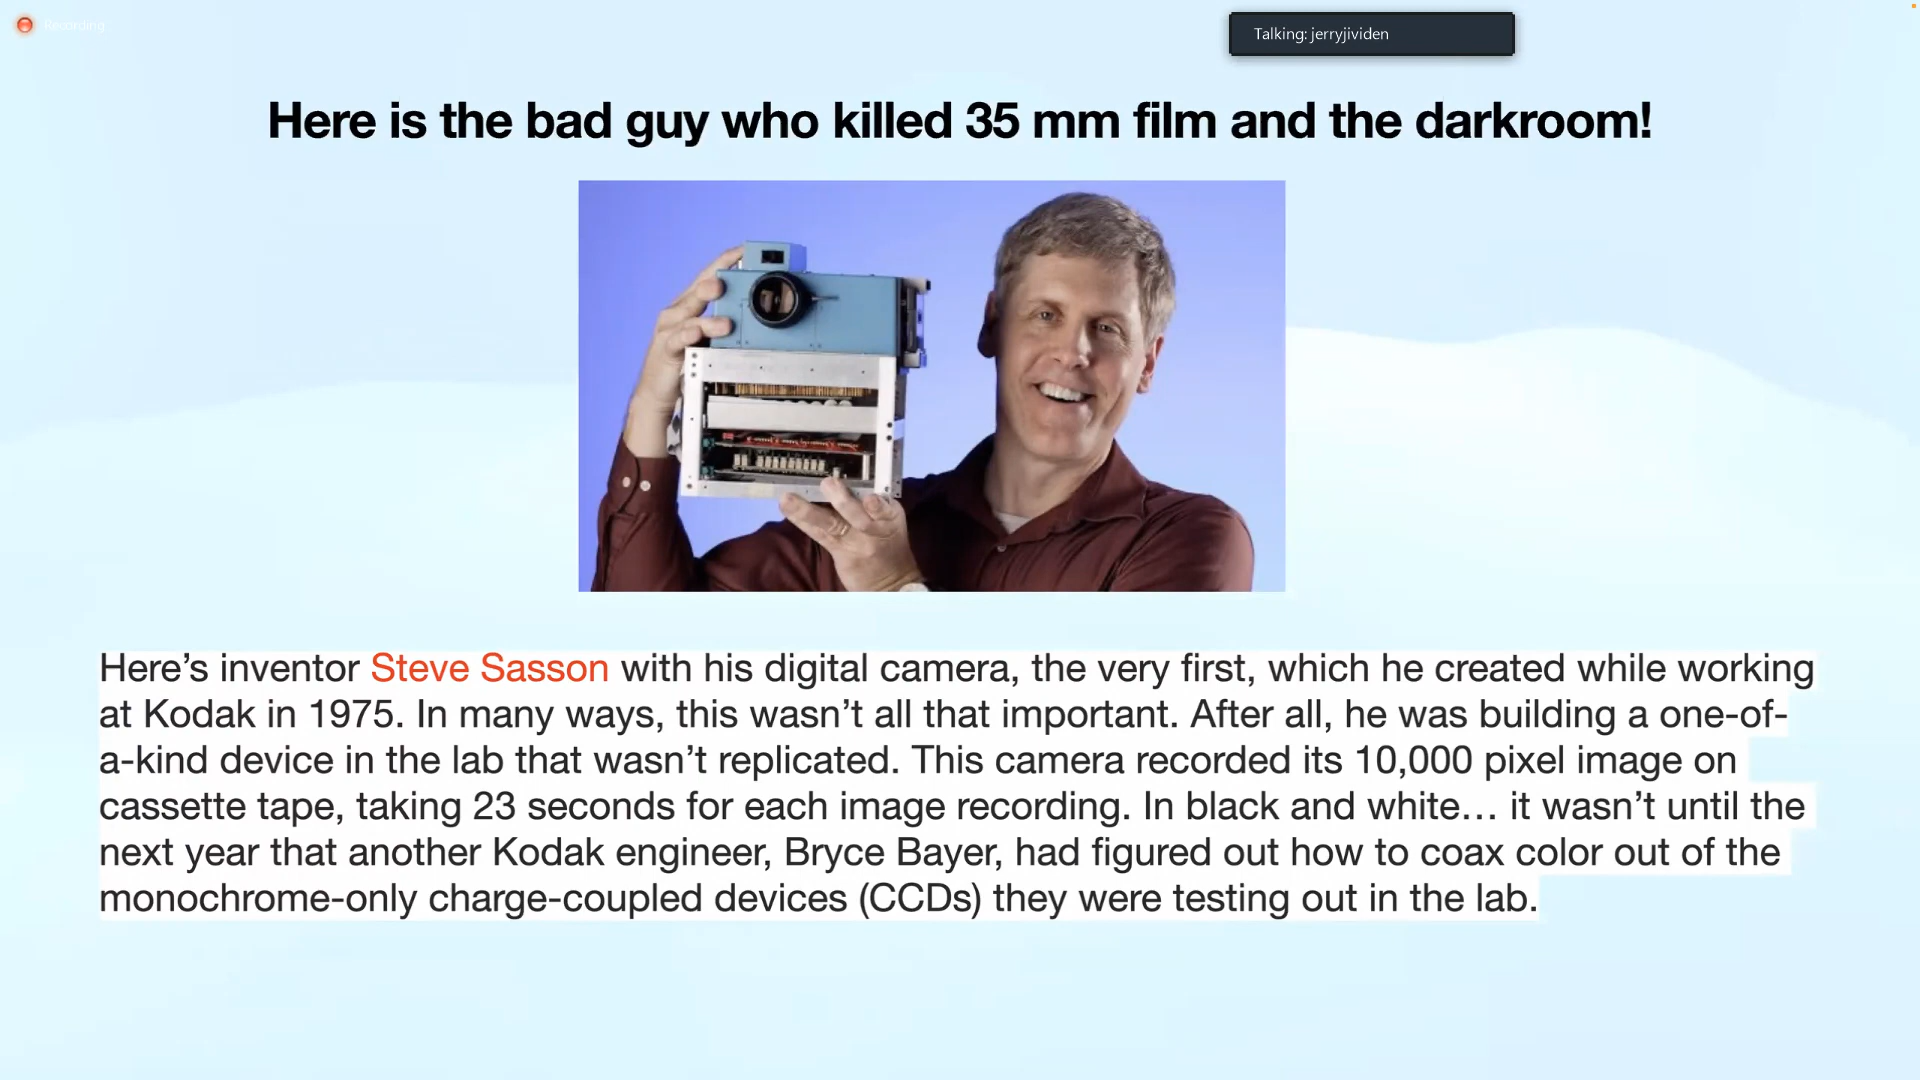 Recording
Talking: jerryjividen
Here is the bad guy who killed 35 mm film and the darkroom!
Here’s inventor Steve Sasson with his digital camera, the very first, which he created while working
at Kodak in 1975. In many ways, this wasn’t all that important. After all, he was building a one-of-
a-kind device in the lab that wasn’t replicated. This camera recorded its 10,000 pixel image on
cassette tape, taking 23 seconds for each image recording. In black and white… it wasn’t until the
next year that another Kodak engineer, Bryce Bayer, had figured out how to coax color out of the
monochrome-only charge-coupled devices (CCDs) they were testing out in the lab.